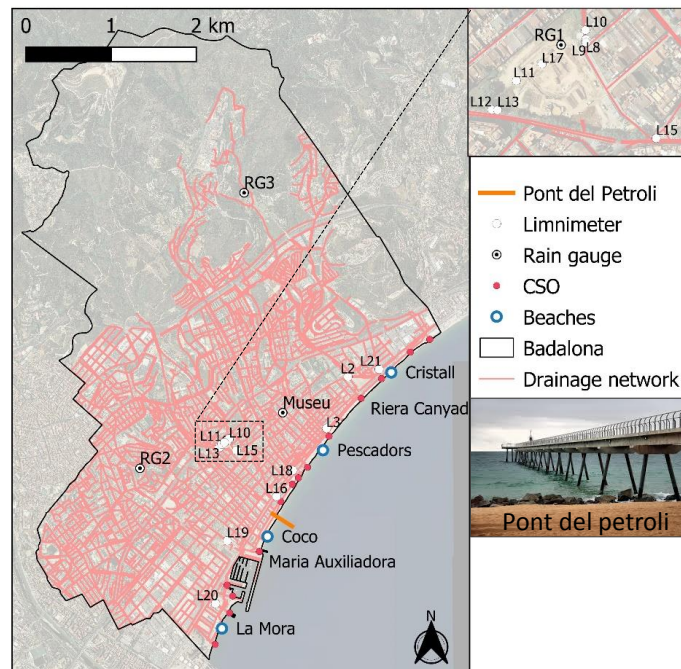 0 1 2 km
RG3
L2
L21
Cristall
Museu
Riera Canyad
L11
L10
L3
L13
L15
Pescadors
RG2
L18
L16
L19
Coco
Maria Auxiliadora
L20
La Mora
N
L10
RG1
L9
L8
L17
L11
L12
L13
L15
Pont del Petroli
Limnimeter
Rain gauge
CSO
Beaches
Badalona
Drainage network
Pont del petroli